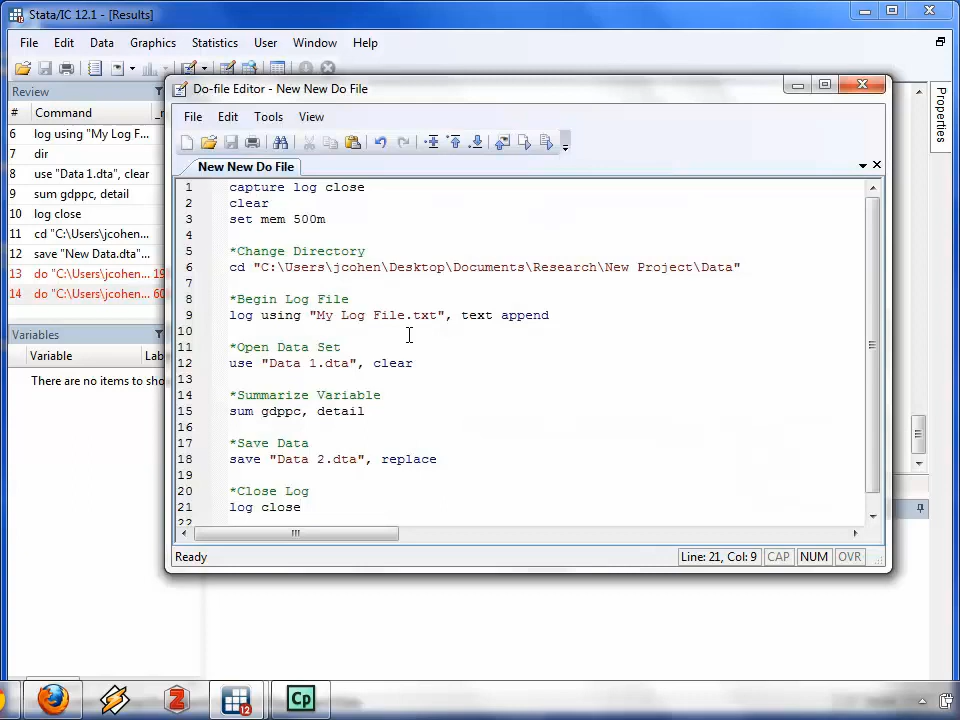 Stata/IC 12.1 - [Results]
File Edit Data Graphics Statistics User Window Help
Review
# Command
6 log using "My Log F...
7 dir
8 use "Data 1.dta", clear
9 sum gdppc, detail
10 log close
11 cd "C:\Users\jcohen...
12 save "New Data.dta"
13 do "C:\Users\jcohen... 19
14 do "C:\Users\jcohen... 60
Variables
Variable Lab
There are no items to sho
Properties
Do-file Editor - New New Do File
File Edit Tools View
New New Do File
1 capture log close
2 clear
3 set mem 500m
4
5 *Change Directory
6 cd "C:\Users\jcohen\Desktop\Documents\Research\New Project\Data"
7
8 *Begin Log File
9 log using "My Log File.txt", text append
10
11 *Open Data Set
12 use "Data 1.dta", clear
13
14 *Summarize Variable
15 sum gdppc, detail
16
17 *Save Data
18 save "Data 2.dta", replace
19
20 *Close Log
21 log close
22
Ready Line: 21, Col: 9 CAP NUM OVR
12 Cp